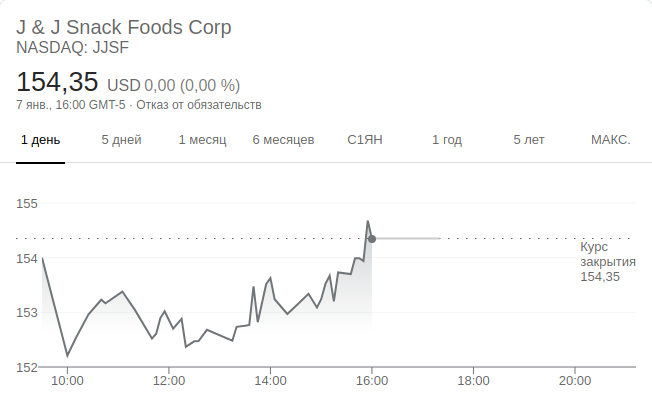 J & J Snack Foods Corp
NASDAQ: JJSF
154,35 USD 0,00 (0,00 %)
7 янв., 16:00 GMT-5 · Отказ от обязательств
1 день 5 дней 1 месяц 6 месяцев С1ЯН 1 год 5 лет МАКС.
155
154
153
152
Курс
закрытия
154,35
10:00 12:00 14:00 16:00 18:00 20:00